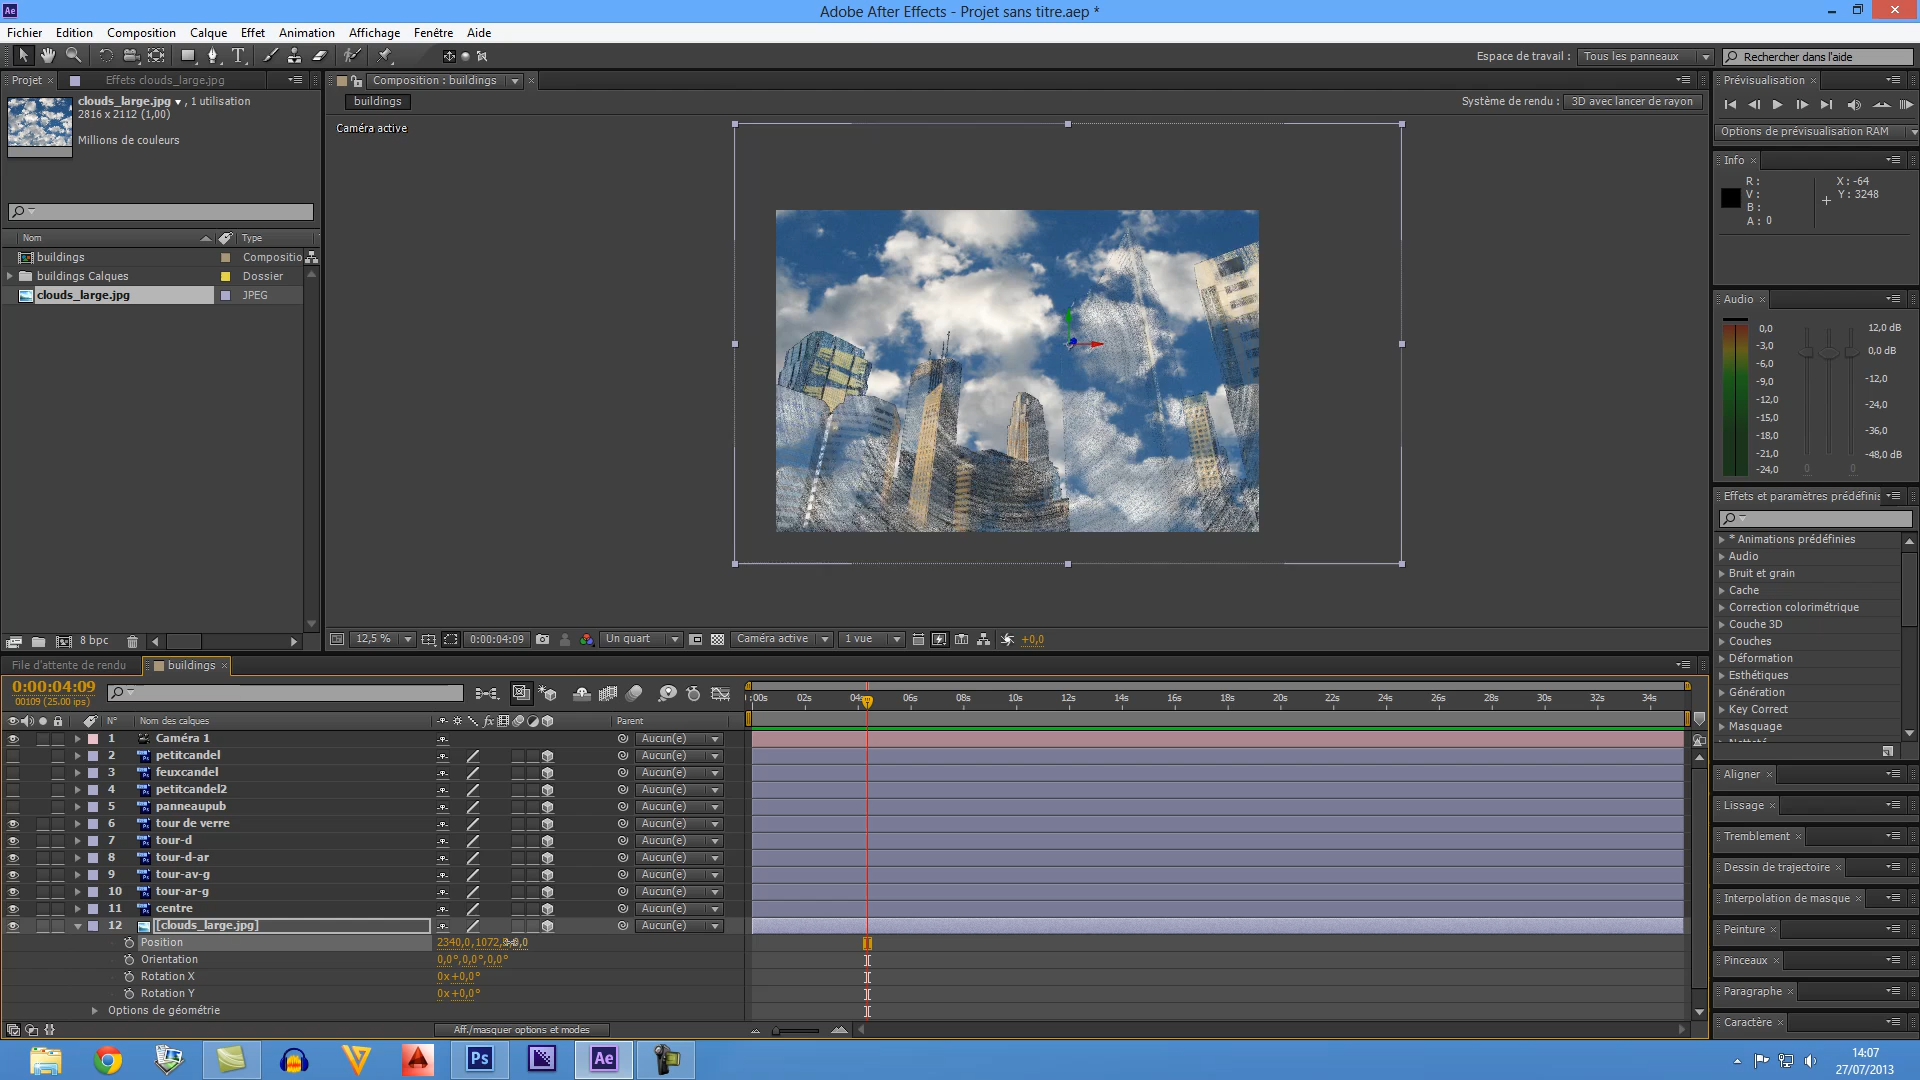 Adobe After Effects - Projet sans titre.aep *
Fichier Edition Composition Calque Effet Animation Affichage Fenêtre Aide
Espace de travail : Tous les panneaux Rechercher dans l'aide
Projet Effets clouds_large.jpg
clouds_large.jpg , 1 utilisation
2816 x 2112 (1,00)
Millions de couleurs
Nom Type
buildings Compositio
buildings Calques Dossier
clouds_large.jpg JPEG
8 bpc
Composition : buildings
buildings
Système de rendu : 3D avec lancer de rayon
Caméra active
12,5 % 0:00:04:09 Un quart Caméra active 1 vue +0,0
Prévisualisation
Options de prévisualisation RAM
Info
R :
V :
B :
A : 0
X : -64
Y : 3248
Audio
0,0
-3,0
-6,0
-9,0
-12,0
-15,0
-18,0
-21,0
-24,0
12,0 dB
0,0 dB
-12,0
-24,0
-36,0
-48,0 dB
0 0
Effets et paramètres prédéfinis
* Animations prédéfinies
Audio
Bruit et grain
Cache
Correction colorimétrique
Couche 3D
Couches
Déformation
Esthétiques
Génération
Key Correct
Masquage
Aligner
Lissage
Tremblement
Dessin de trajectoire
Interpolation de masque
Peinture
Pinceaux
Paragraphe
Caractère
File d'attente de rendu buildings
0:00:04:09
00109 (25.00 ips)
:00s 02s 04s 06s 08s 10s 12s 14s 16s 18s 20s 22s 24s 26s 28s 30s 32s 34s
N° Nom des calques Parent
1 Caméra 1 Aucun(e)
2 petitcandel Aucun(e)
3 feuxcandel Aucun(e)
4 petitcandel2 Aucun(e)
5 panneaupub Aucun(e)
6 tour de verre Aucun(e)
7 tour-d Aucun(e)
8 tour-d-ar Aucun(e)
9 tour-av-g Aucun(e)
10 tour-ar-g Aucun(e)
11 centre Aucun(e)
12 [clouds_large.jpg] Aucun(e)
Position 2340,0,1072,
Orientation 0,0°,0,0°,0,0°
Rotation X 0x+0,0°
Rotation Y 0x+0,0°
Options de géométrie
Aff./masquer options et modes
Ps Ae
14:07
27/07/2013